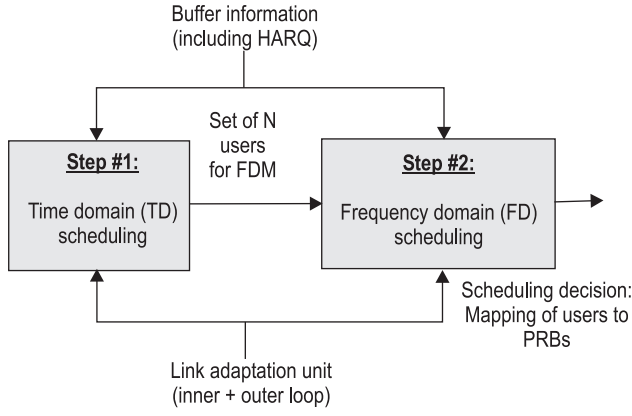 Buffer information
(including HARQ)
Set of N
users
for FDM
Step #1:
Time domain (TD)
scheduling
Step #2:
Frequency domain (FD)
scheduling
Scheduling decision:
Mapping of users to
PRBs
Link adaptation unit
(inner + outer loop)